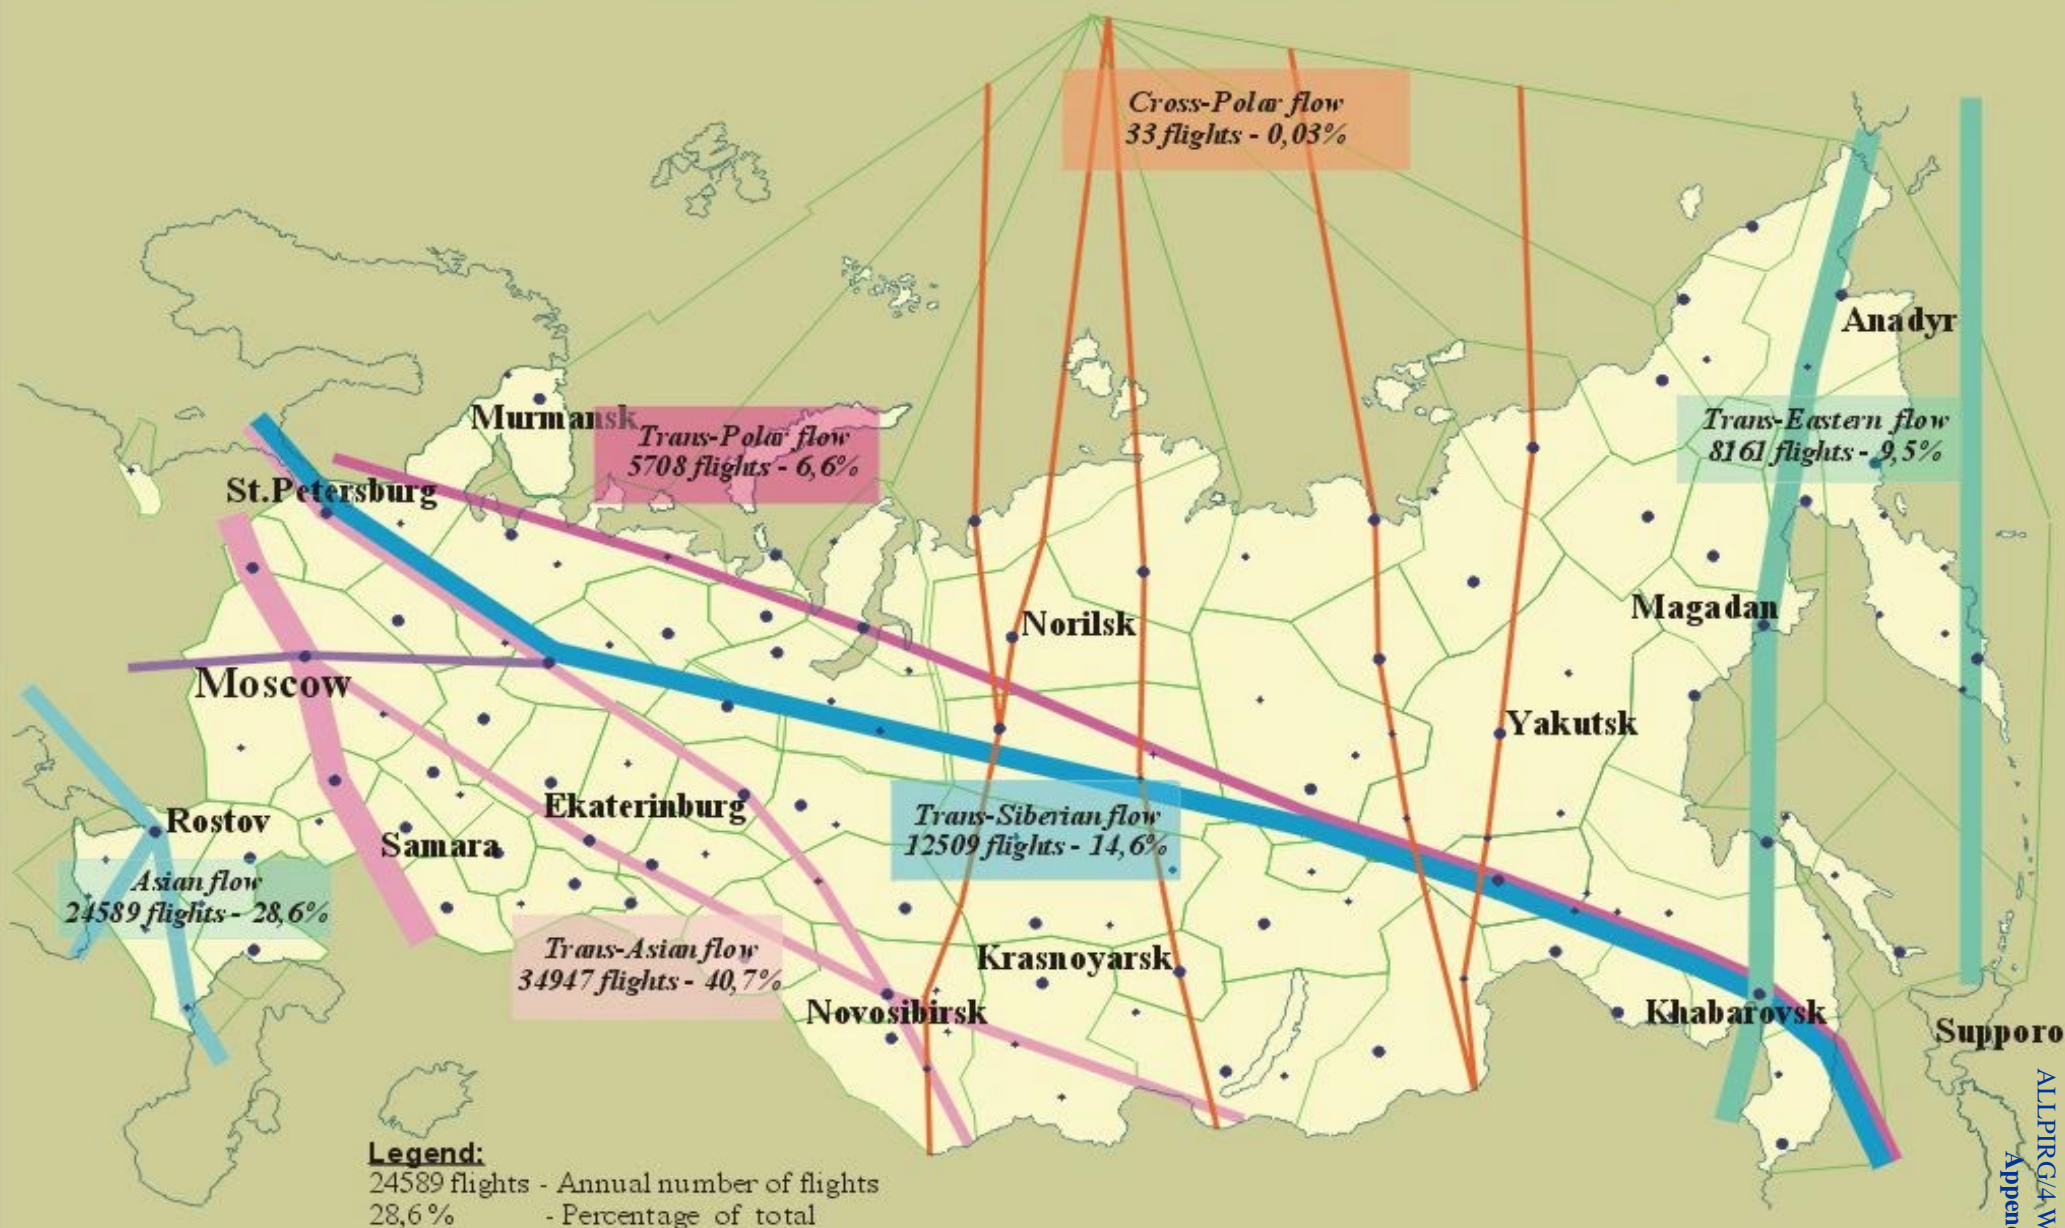 Cross-Polar flow
33 flights - 0,03%
Anadyr
Murmansk
Trans-Polar flow
5708 flights - 6,6%
Trans-Eastern flow
8161 flights - 9,5%
St.Petersburg
Norilsk
Magadan
Moscow
Yakutsk
Rostov
Ekaterinburg
Samara
Trans-Siberian flow
12509 flights - 14,6%
Asian flow
24589 flights - 28,6%
Trans-Asian flow
34947 flights - 40,7%
Krasnoyarsk
Novosibirsk
Khabarovsk
Supporo
Legend:
24589 flights - Annual number of flights
28,6% - Percentage of total
ALLPIRG/4-W
Appen